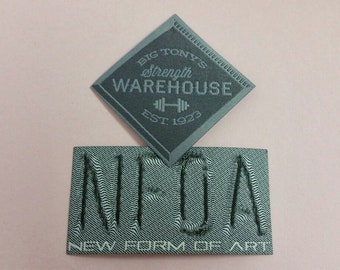 BIG TONY'S
Strength
WAREHOUSE
EST. 1923
NFOA
NEW FORM OF ART